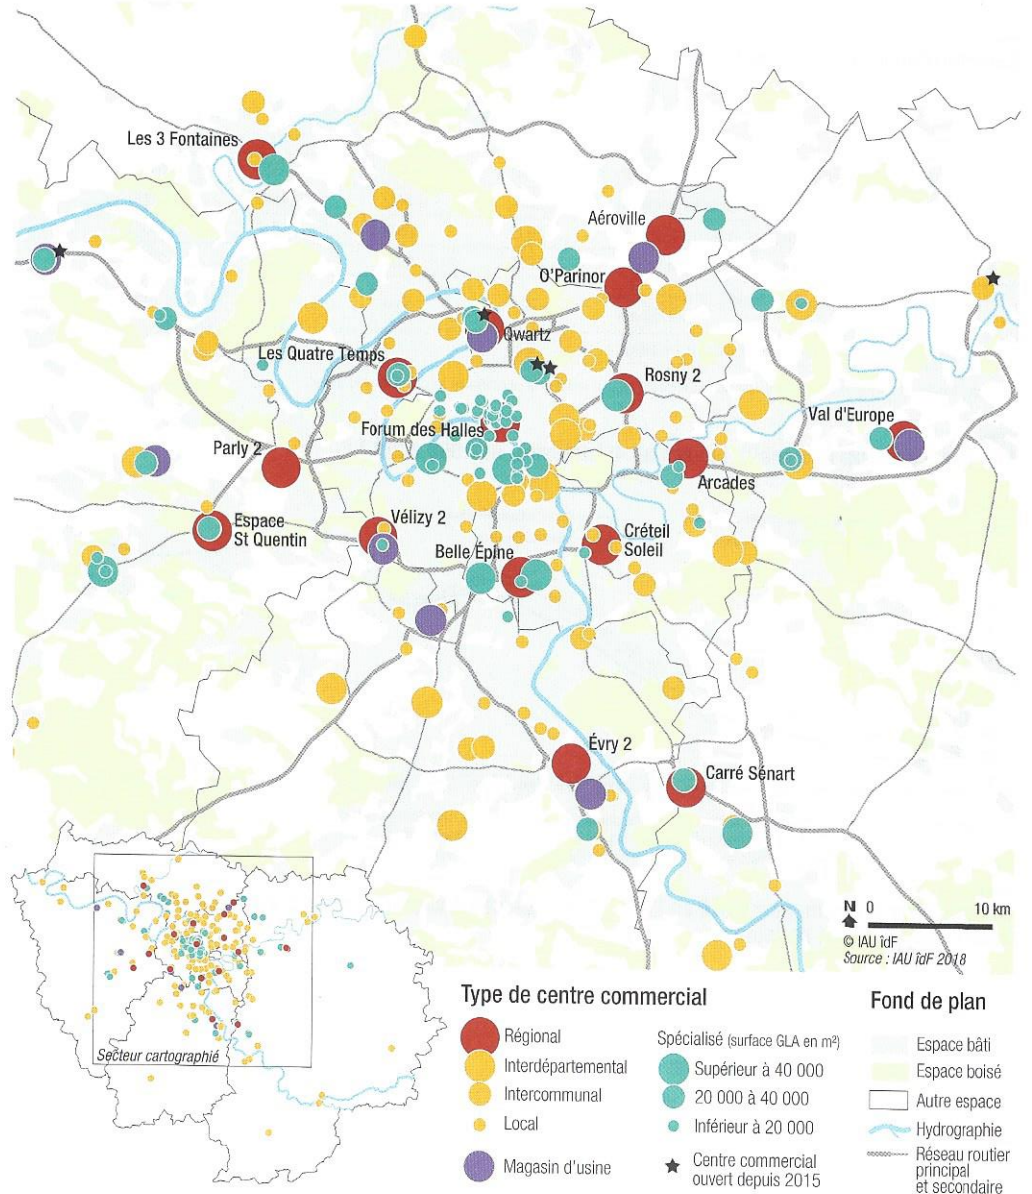 Les 3 Fontaines
Aéroville
O'Parinor
Qwartz
Les Quatre Temps
Rosny 2
Val d'Europe
Forum des Halles
Parly 2
Arcades
Espace
St Quentin
Vélizy 2
Créteil
Soleil
Belle Épine
Évry 2
Carré Sénart
N 0 10 km
© IAU îdF
Source : IAU îdF 2018
Secteur cartographié
Type de centre commercial
Régional
Interdépartemental
Intercommunal
Local
Magasin d'usine
Spécialisé (surface GLA en m²)
Supérieur à 40 000
20 000 à 40 000
Inférieur à 20 000
Centre commercial
ouvert depuis 2015
Fond de plan
Espace bâti
Espace boisé
Autre espace
Hydrographie
Réseau routier
principal
et secondaire